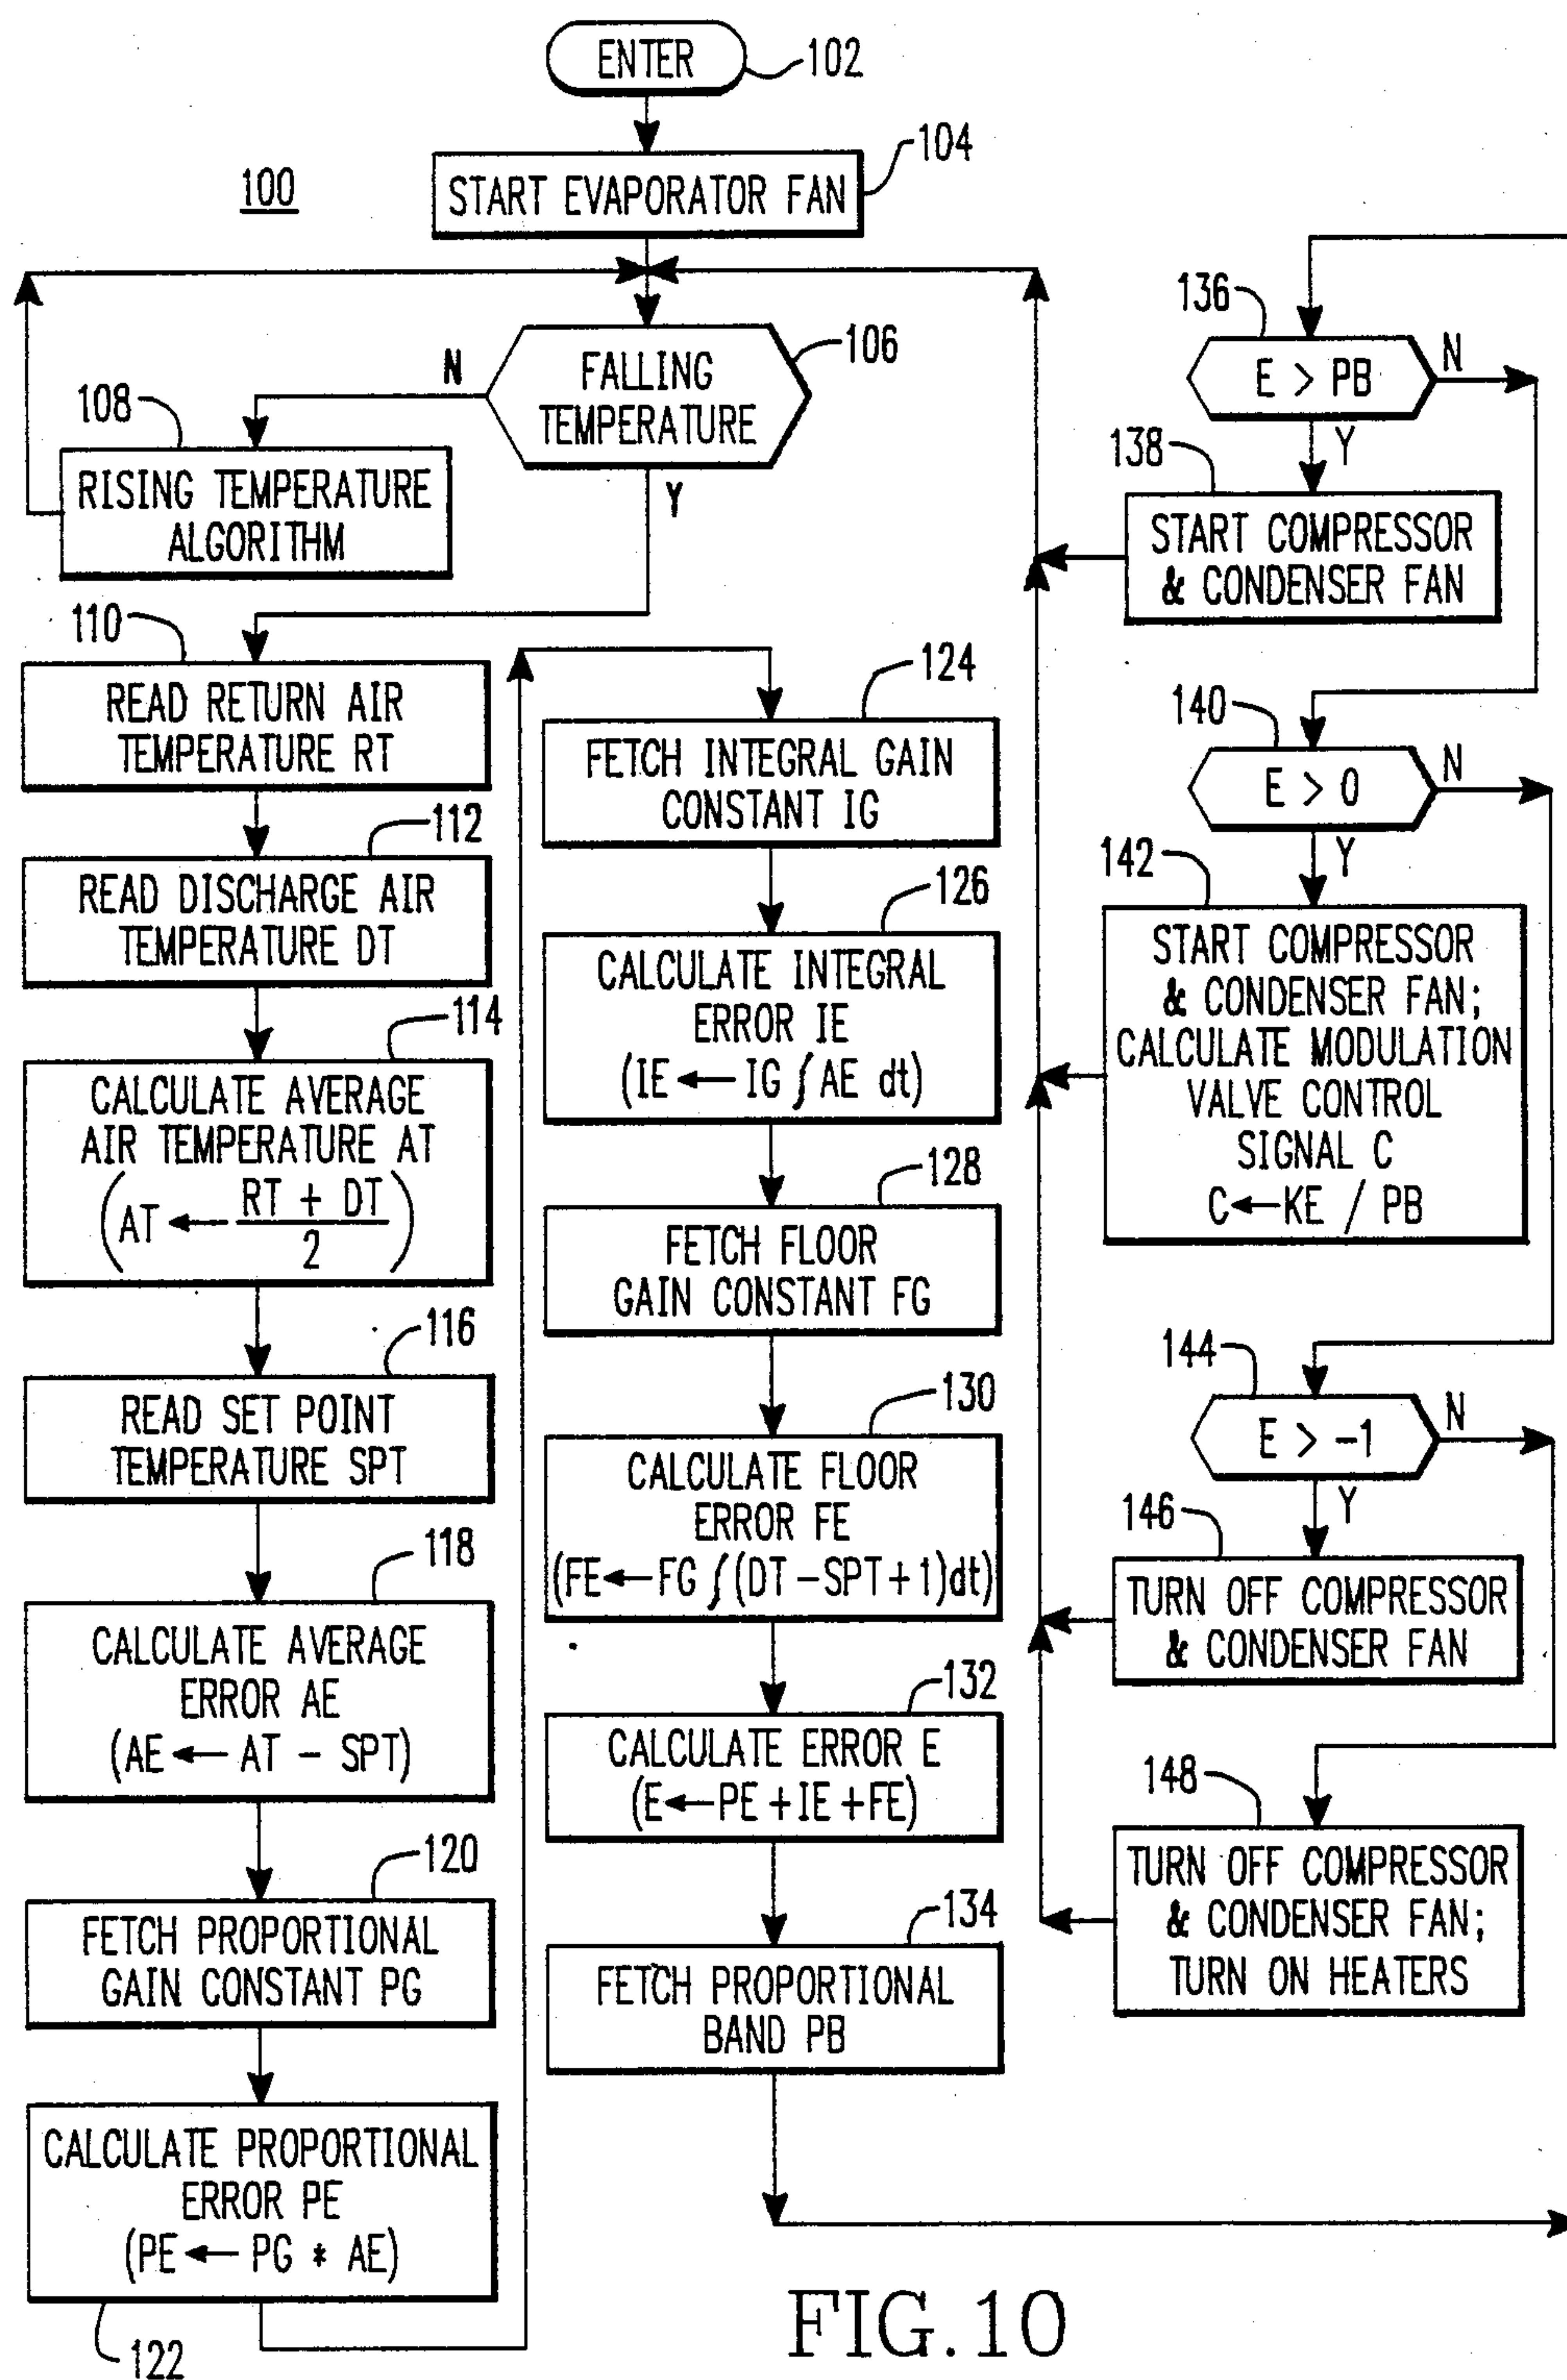 ENTER
102
100
START EVAPORATOR FAN
104
FALLING
TEMPERATURE
106
N
Y
108
RISING TEMPERATURE
ALGORITHM
110
READ RETURN AIR
TEMPERATURE RT
112
READ DISCHARGE AIR
TEMPERATURE DT
114
CALCULATE AVERAGE
AIR TEMPERATURE AT
(AT ← RT + DT / 2)
116
READ SET POINT
TEMPERATURE SPT
118
CALCULATE AVERAGE
ERROR AE
(AE ← AT - SPT)
120
FETCH PROPORTIONAL
GAIN CONSTANT PG
CALCULATE PROPORTIONAL
ERROR PE
(PE ← PG * AE)
122
124
FETCH INTEGRAL GAIN
CONSTANT IG
126
CALCULATE INTEGRAL
ERROR IE
(IE ← IG ∫ AE dt)
128
FETCH FLOOR
GAIN CONSTANT FG
130
CALCULATE FLOOR
ERROR FE
(FE ← FG ∫ (DT - SPT + 1) dt)
132
CALCULATE ERROR E
(E ← PE + IE + FE)
134
FETCH PROPORTIONAL
BAND PB
136
E > PB
N
Y
138
START COMPRESSOR
& CONDENSER FAN
140
E > 0
N
Y
142
START COMPRESSOR
& CONDENSER FAN;
CALCULATE MODULATION
VALVE CONTROL
SIGNAL C
C ← KE / PB
144
E > -1
N
Y
146
TURN OFF COMPRESSOR
& CONDENSER FAN
148
TURN OFF COMPRESSOR
& CONDENSER FAN;
TURN ON HEATERS
FIG. 10